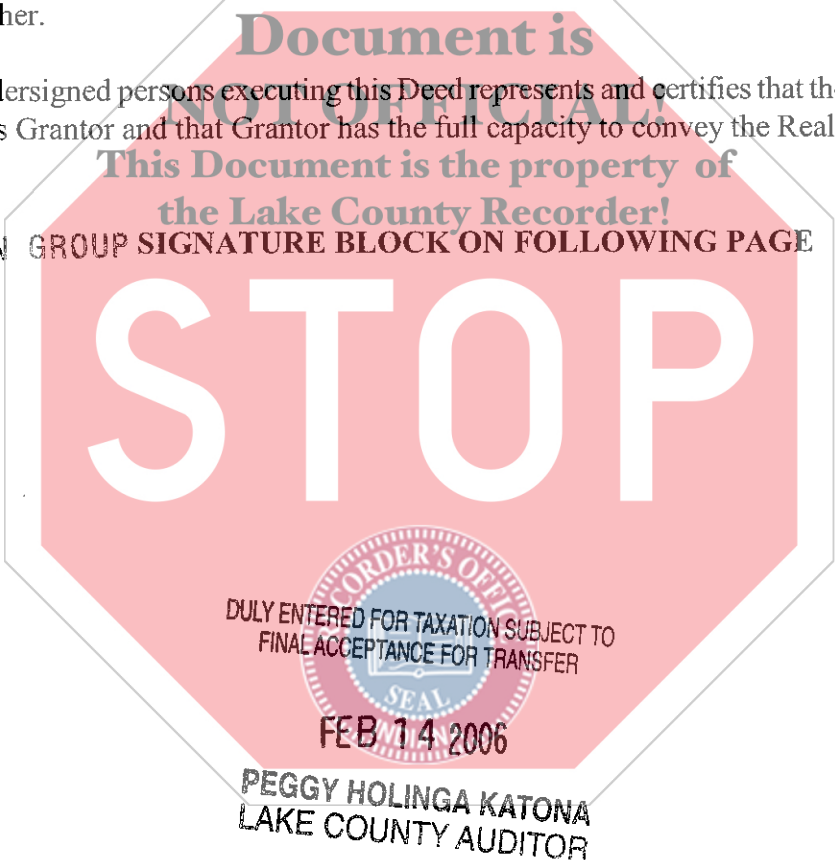 her.
Document is
dersigned persons executing this Deed represents and certifies that the
NOT OFFICIAL!
s Grantor and that Grantor has the full capacity to convey the Real
This Document is the property of
the Lake County Recorder!
N GROUP SIGNATURE BLOCK ON FOLLOWING PAGE
STOP
RECORDER'S OFFICE
DULY ENTERED FOR TAXATION SUBJECT TO
FINAL ACCEPTANCE FOR TRANSFER
SEAL
INDIANA
FEB 14 2006
PEGGY HOLINGA KATONA
LAKE COUNTY AUDITOR